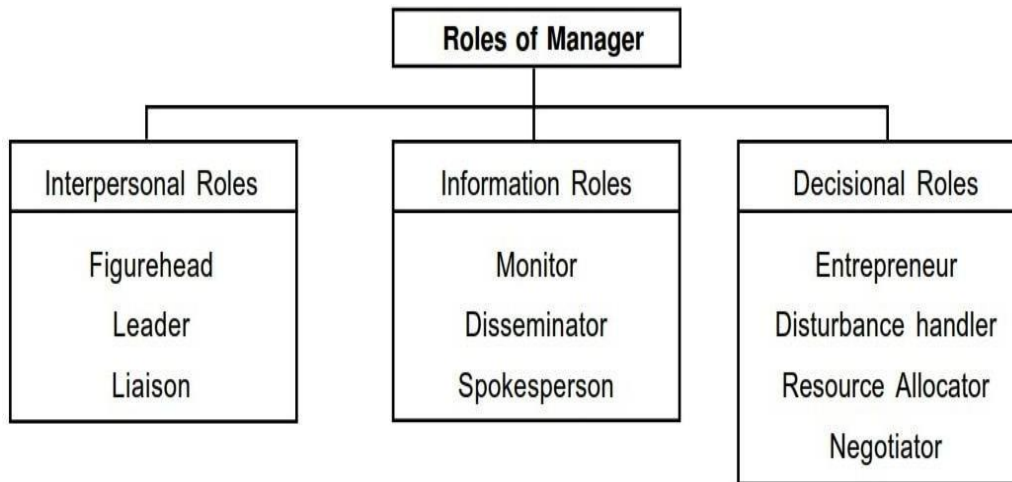 Roles of Manager
Interpersonal Roles
Figurehead
Leader
Liaison
Information Roles
Monitor
Disseminator
Spokesperson
Decisional Roles
Entrepreneur
Disturbance handler
Resource Allocator
Negotiator